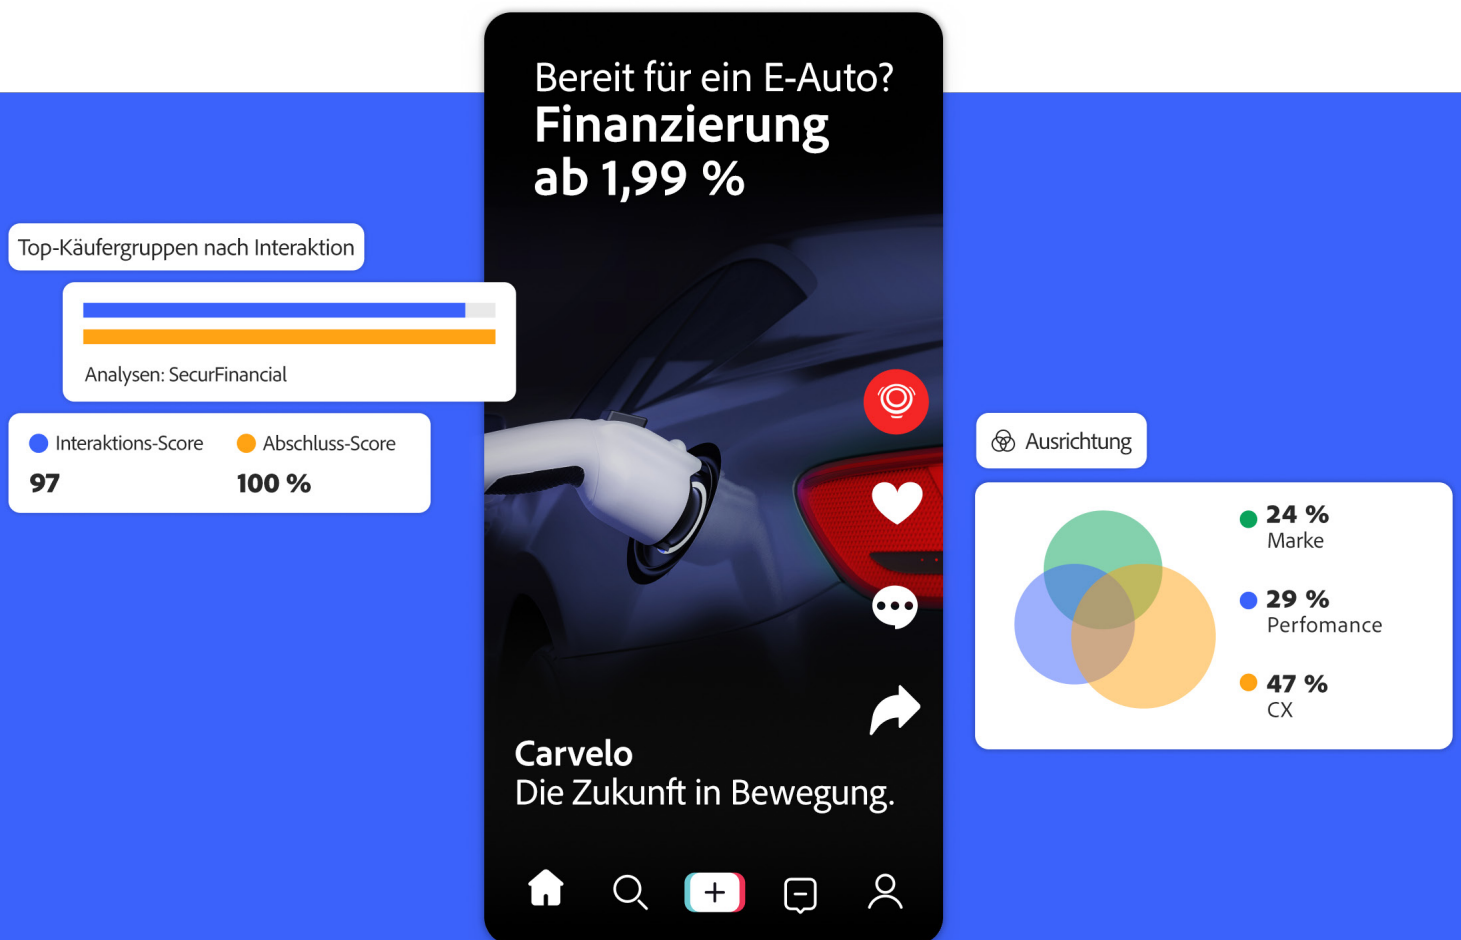 Bereit für ein E-Auto?
Finanzierung
ab 1,99 %
Top-Käufergruppen nach Interaktion
Analysen: SecurFinancial
Interaktions-Score
97
Abschluss-Score
100 %
Ausrichtung
24 %
Marke
29 %
Perfomance
47 %
CX
Carvelo
Die Zukunft in Bewegung.